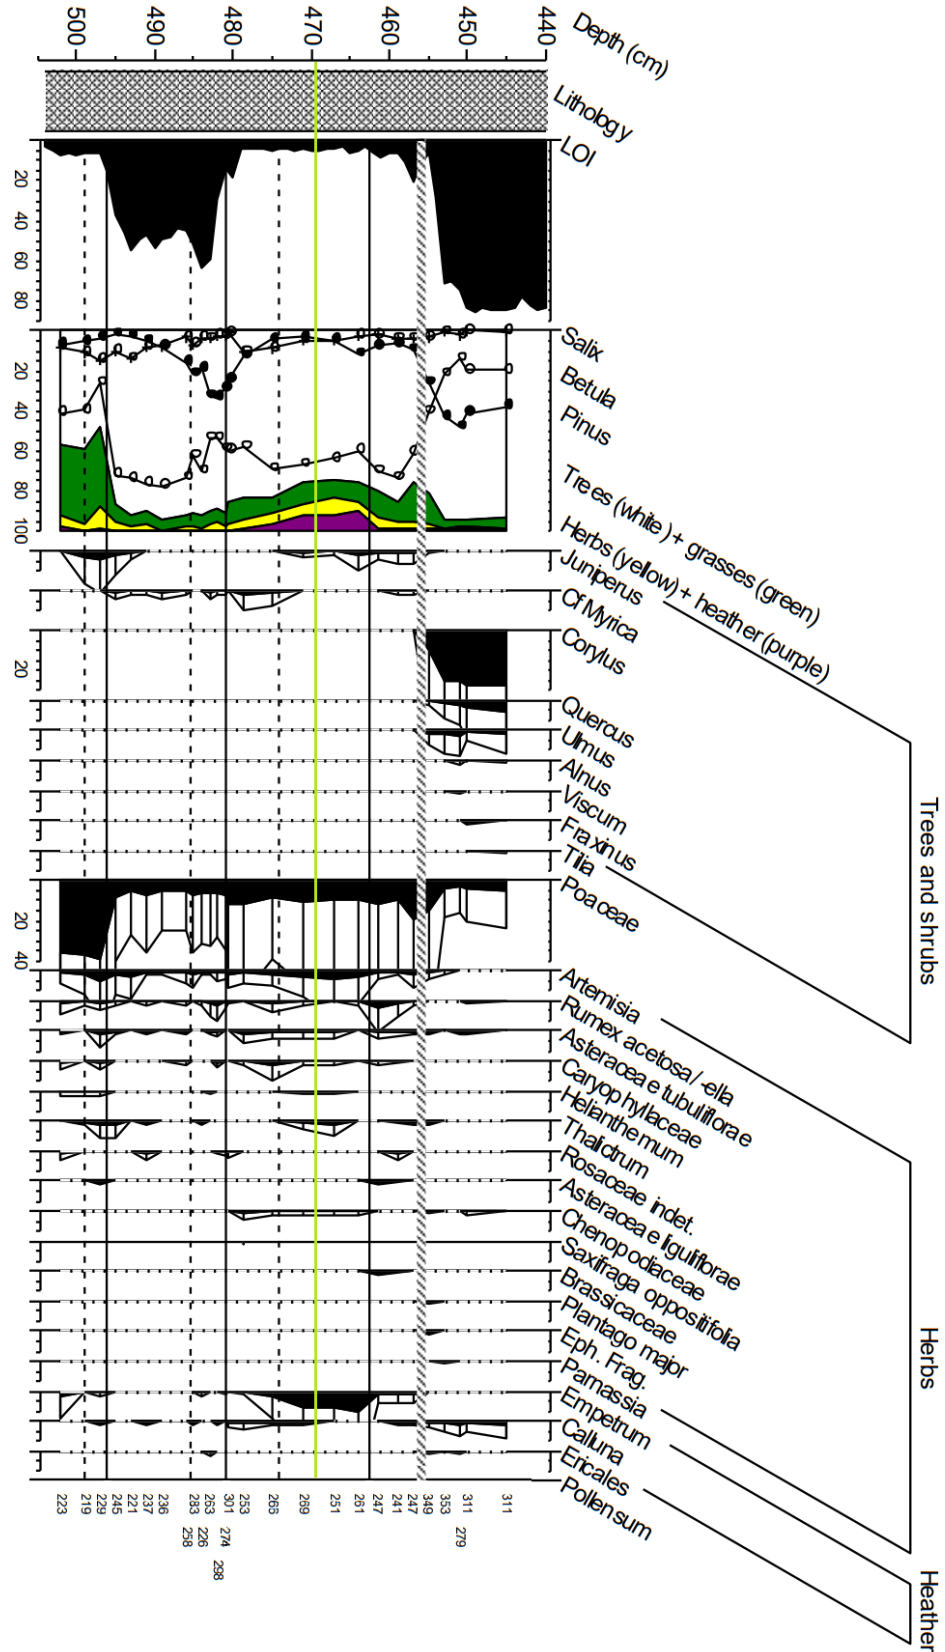 Depth (cm)
500
490
480
470
460
450
440
Lithology
LOI
20
40
60
80
Salix
Betula
Pinus
Trees (white) + grasses (green)
Herbs (yellow) + heather (purple)
20
40
60
80
100
Juniperus
Cf Myrica
Corylus
20
Quercus
Ulmus
Alnus
Viscum
Fraxinus
Tilia
Trees and shrubs
Poaceae
20
40
Artemisia
Rumex acetosa/-ella
Asteraceae tubuliflorae
Caryophyllaceae
Helianthemum
Thalictrum
Rosaceae indet.
Asteraceae liguliflorae
Chenopodiaceae
Saxifraga oppositifolia
Brassicaceae
Plantago major
Eph. Frag.
Parnassia
Herbs
Empetrum
Calluna
Ericales
Heather
Pollensum
223
219
229
245
221
237
236
283
258
226
263
274
298
301
253
266
269
251
261
247
241
247
349
353
311
279
311